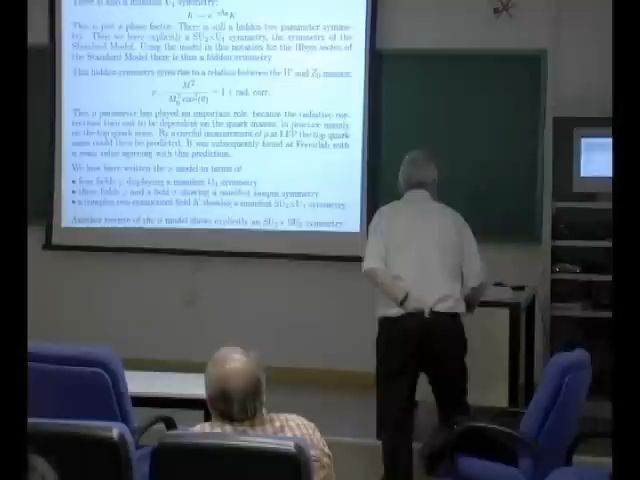 There is also a hidden U₁ symmetry:
K → e K
This is just a phase factor. There is still a hidden two parameter symme-
try. Thus we have explicitly a SU₂×U₁ symmetry, the symmetry of the
Standard Model. Using the model in this notation for the Higgs sector of
the Standard Model there is thus a hidden symmetry.
This hidden symmetry gives rise to a relation between the W and Z₀ masses:
= 1 + rad. corr.
This ρ parameter has played an important role, because the radiative cor-
rections turn out to be dependent on the quark masses. In practice mainly
on the top quark mass. By a careful measurement of ρ at LEP the top quark
mass could then be predicted. It was subsequently found at Fermilab with
a mass value agreeing with this prediction.
We have now written the σ model in terms of
• four fields displaying a manifest symmetry
• three fields and a field σ showing a manifest isospin symmetry
• a complex two-component field K showing a manifest SU₂×U₁ symmetry.
Another version of the σ model shows explicitly an SU₂ × SU₂ symmetry.